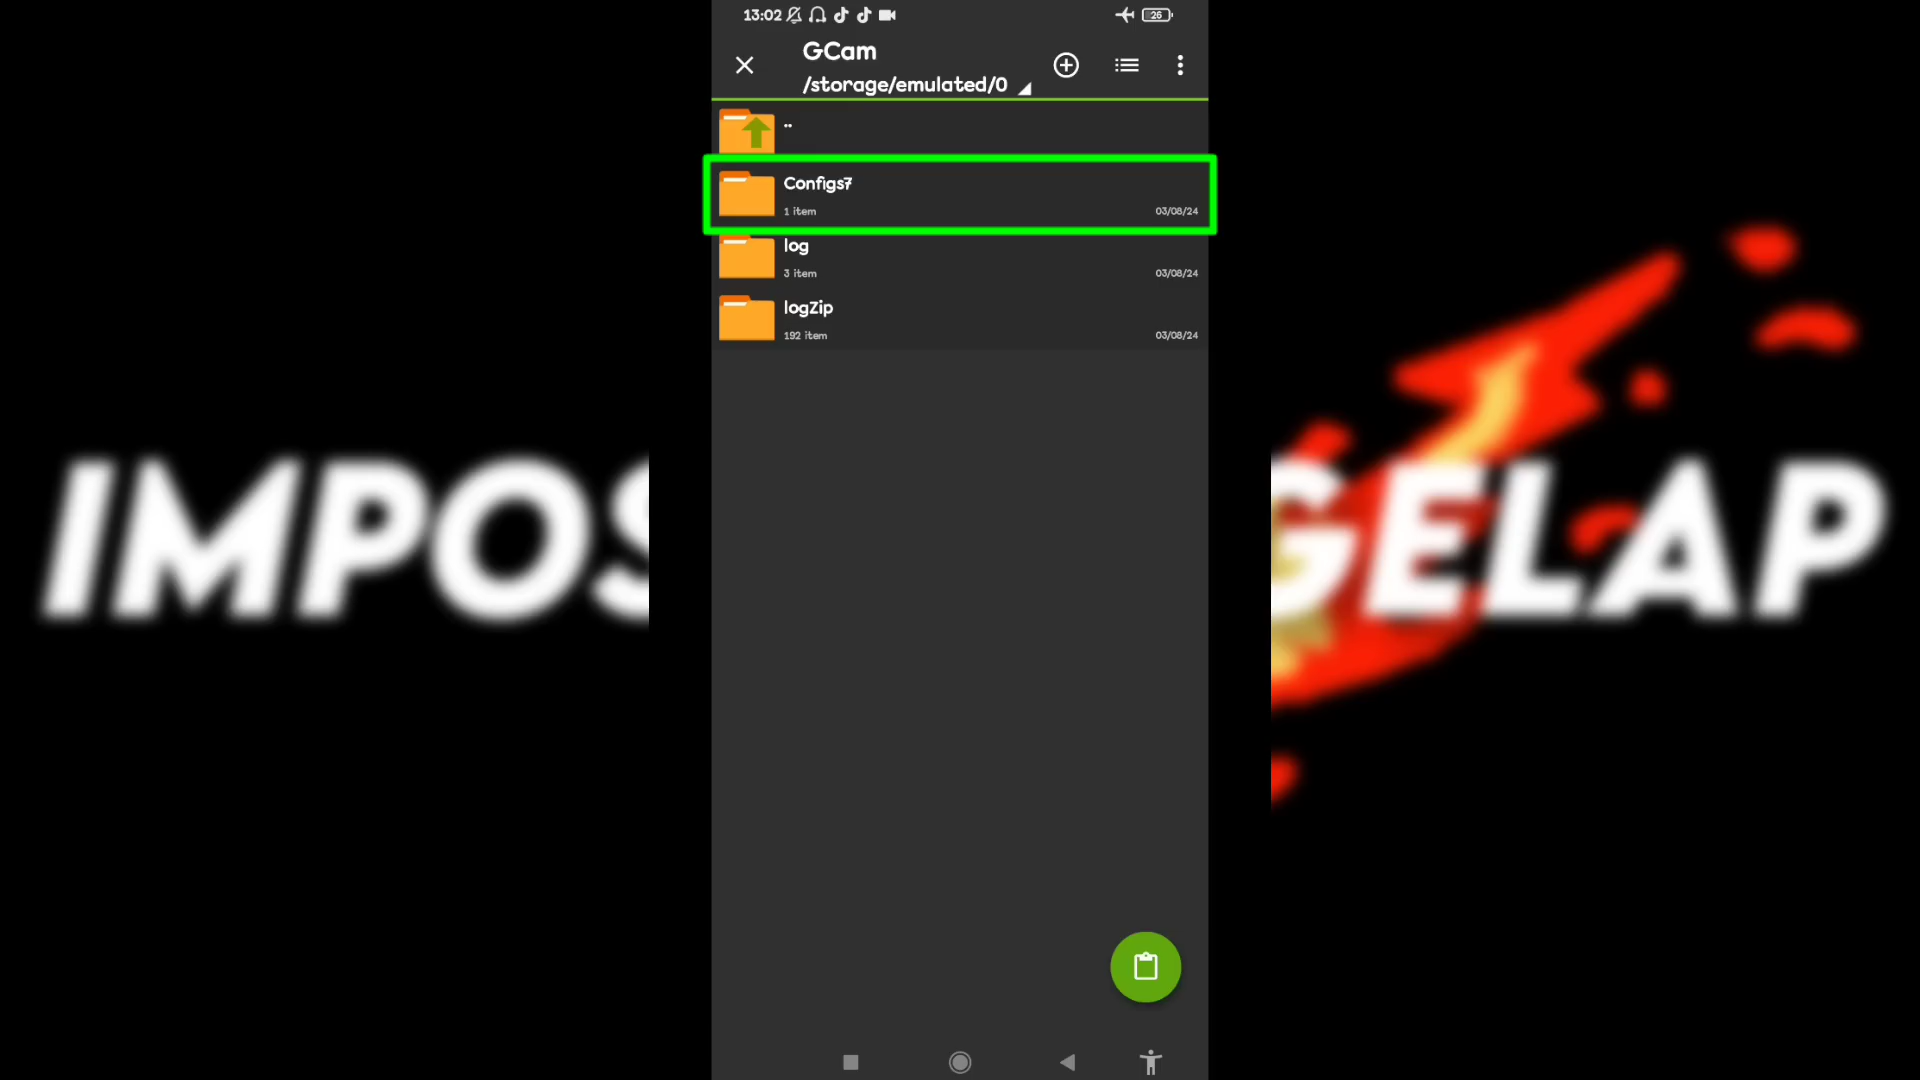 13:02
26
GCam
/storage/emulated/0
..
Configs7
1 item
03/08/24
log
3 item
03/08/24
logZip
192 item
03/08/24
IMPOS
GELAP